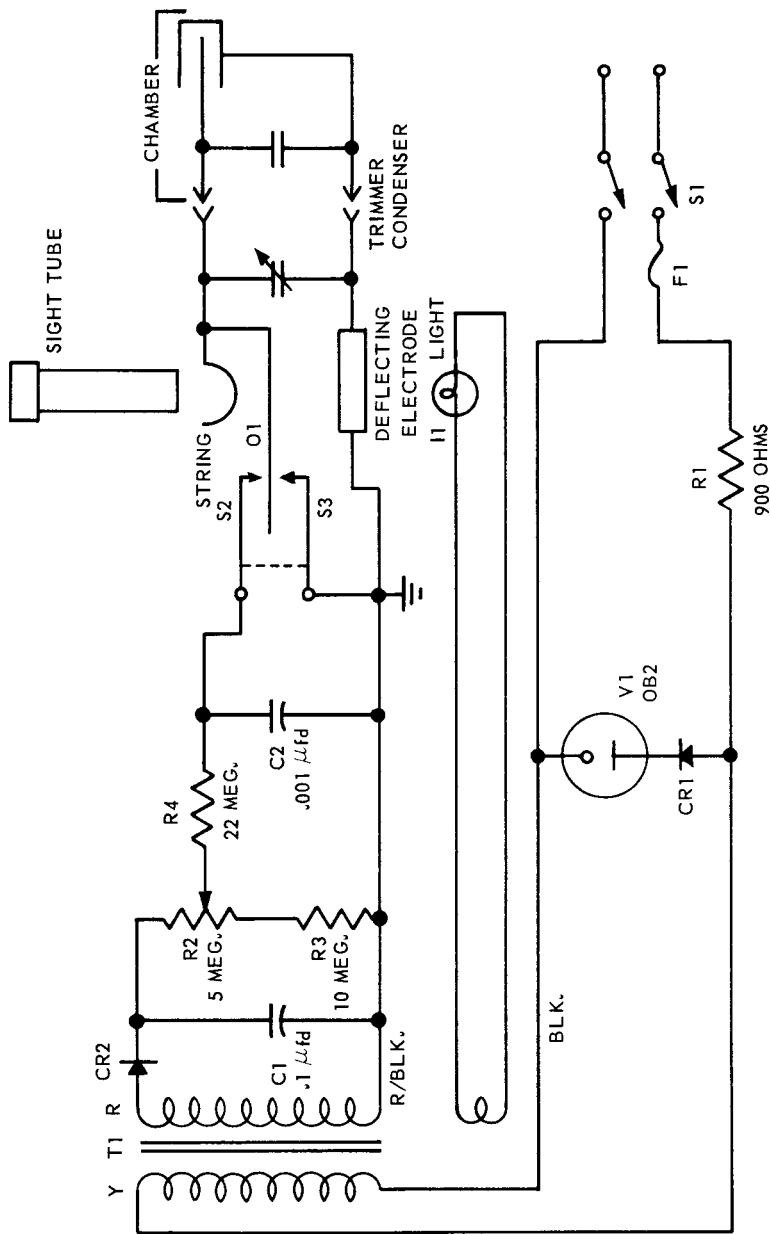 SIGHT TUBE
CHAMBER
STRING
O1
S2
S3
TRIMMER
CONDENSER
DEFLECTING
ELECTRODE
I1 LIGHT
R4
22 MEG.
C2
.001 μfd
R2
5 MEG.
R3
10 MEG.
CR2
C1
.1 μfd
R
T1
Y
R/BLK.
BLK.
V1
OB2
CR1
R1
900 OHMS
F1
S1